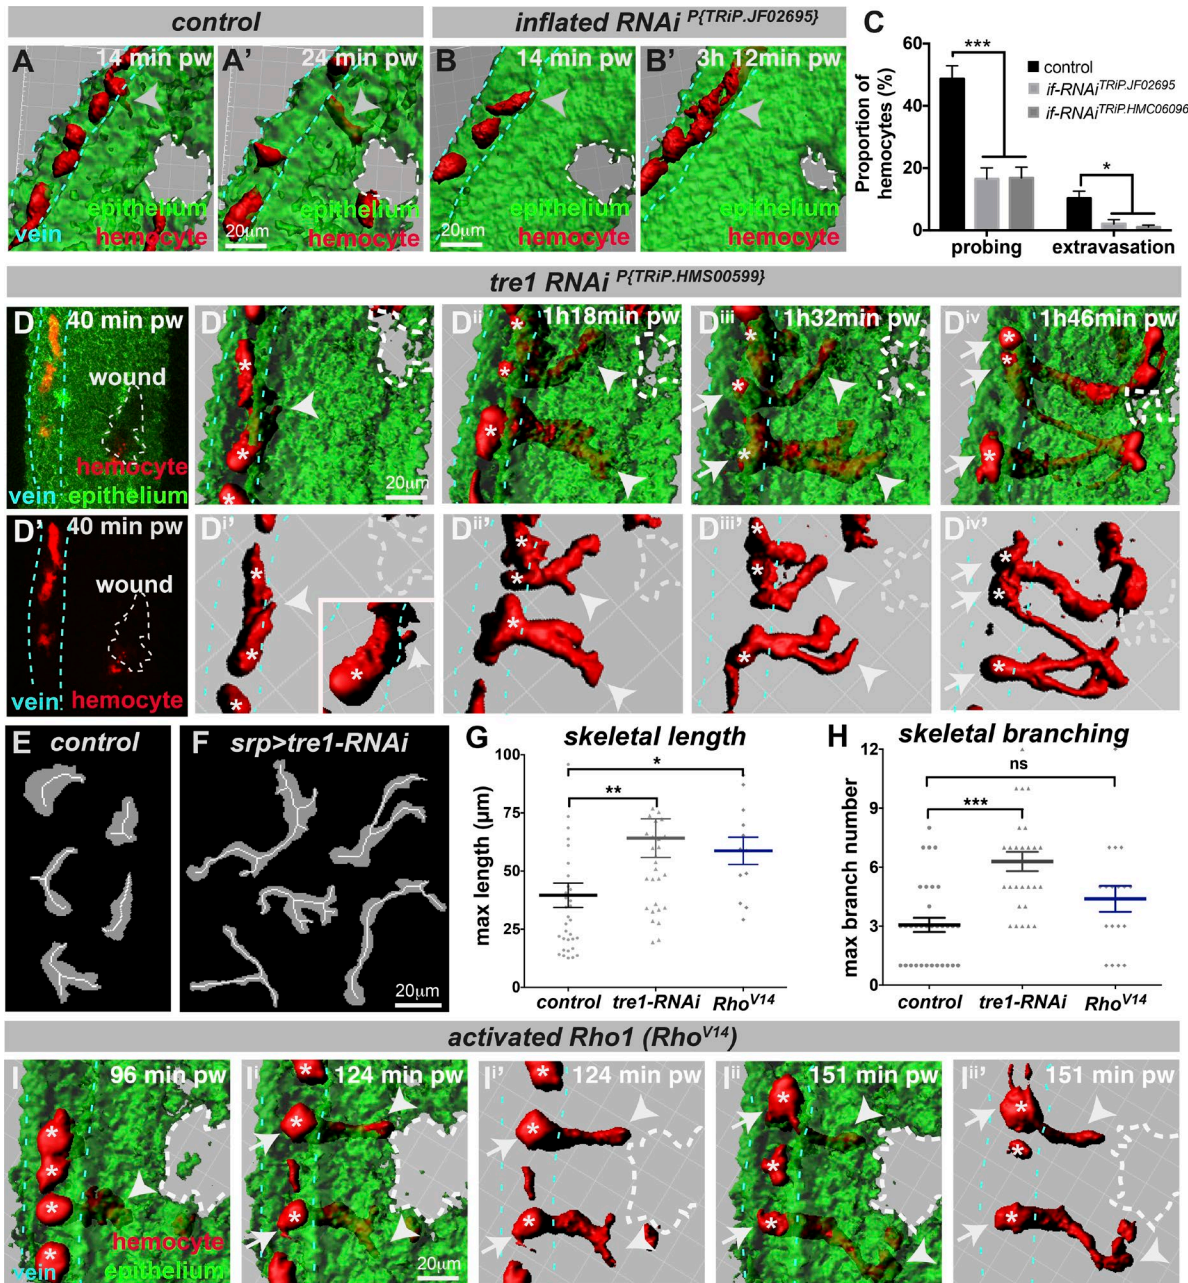 control
inflated RNAi P{TRiP.JF02695}
A 14 min pw
vein epithelium hemocyte
A' 24 min pw
20µm epithelium hemocyte
B 14 min pw
20µm epithelium hemocyte
B' 3h 12min pw
epithelium hemocyte
C
Proportion of hemocytes (%)
60
40
20
0
***
*
control
if-RNAi TRiP.JF02695
if-RNAi TRiP.HMC06096
probing extravasation
tre1 RNAi P{TRiP.HMS00599}
D 40 min pw
wound
hemocyte
vein epithelium
Di
20µm
Dii 1h18min pw
Diii 1h32min pw
Div 1h46min pw
D' 40 min pw
wound
vein hemocyte
Di'
Dii'
Diii'
Div'
E control
F srp>tre1-RNAi
20µm
G skeletal length
max length (µm)
100
75
50
25
0
*
**
control tre1-RNAi RhoV14
H skeletal branching
max branch number
12
9
6
3
0
ns
***
control tre1-RNAi RhoV14
activated Rho1 (RhoV14)
I 96 min pw
hemocyte
vein epithelium
Ii 124 min pw
20µm
Ii' 124 min pw
Iii 151 min pw
Iii' 151 min pw